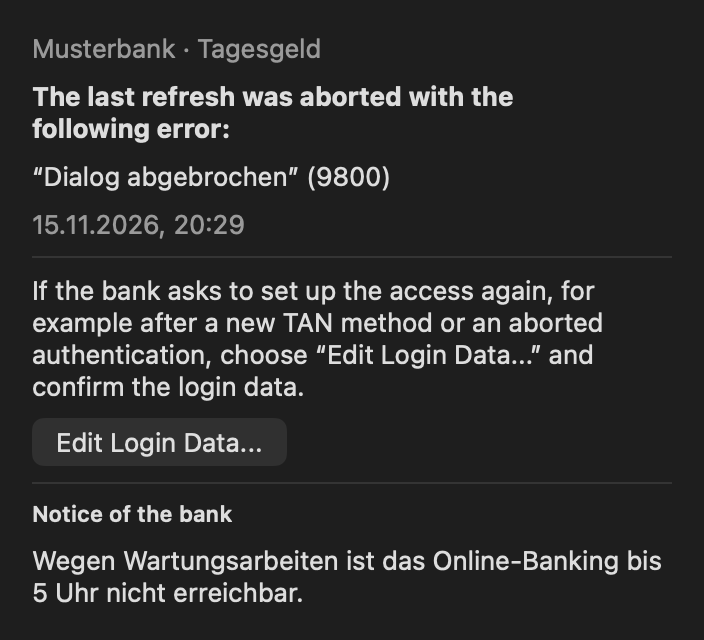 Musterbank · Tagesgeld
The last refresh was aborted with the
following error:
“Dialog abgebrochen” (9800)
15.11.2026, 20:29
If the bank asks to set up the access again, for
example after a new TAN method or an aborted
authentication, choose “Edit Login Data...” and
confirm the login data.
Edit Login Data...
Notice of the bank
Wegen Wartungsarbeiten ist das Online-Banking bis
5 Uhr nicht erreichbar.